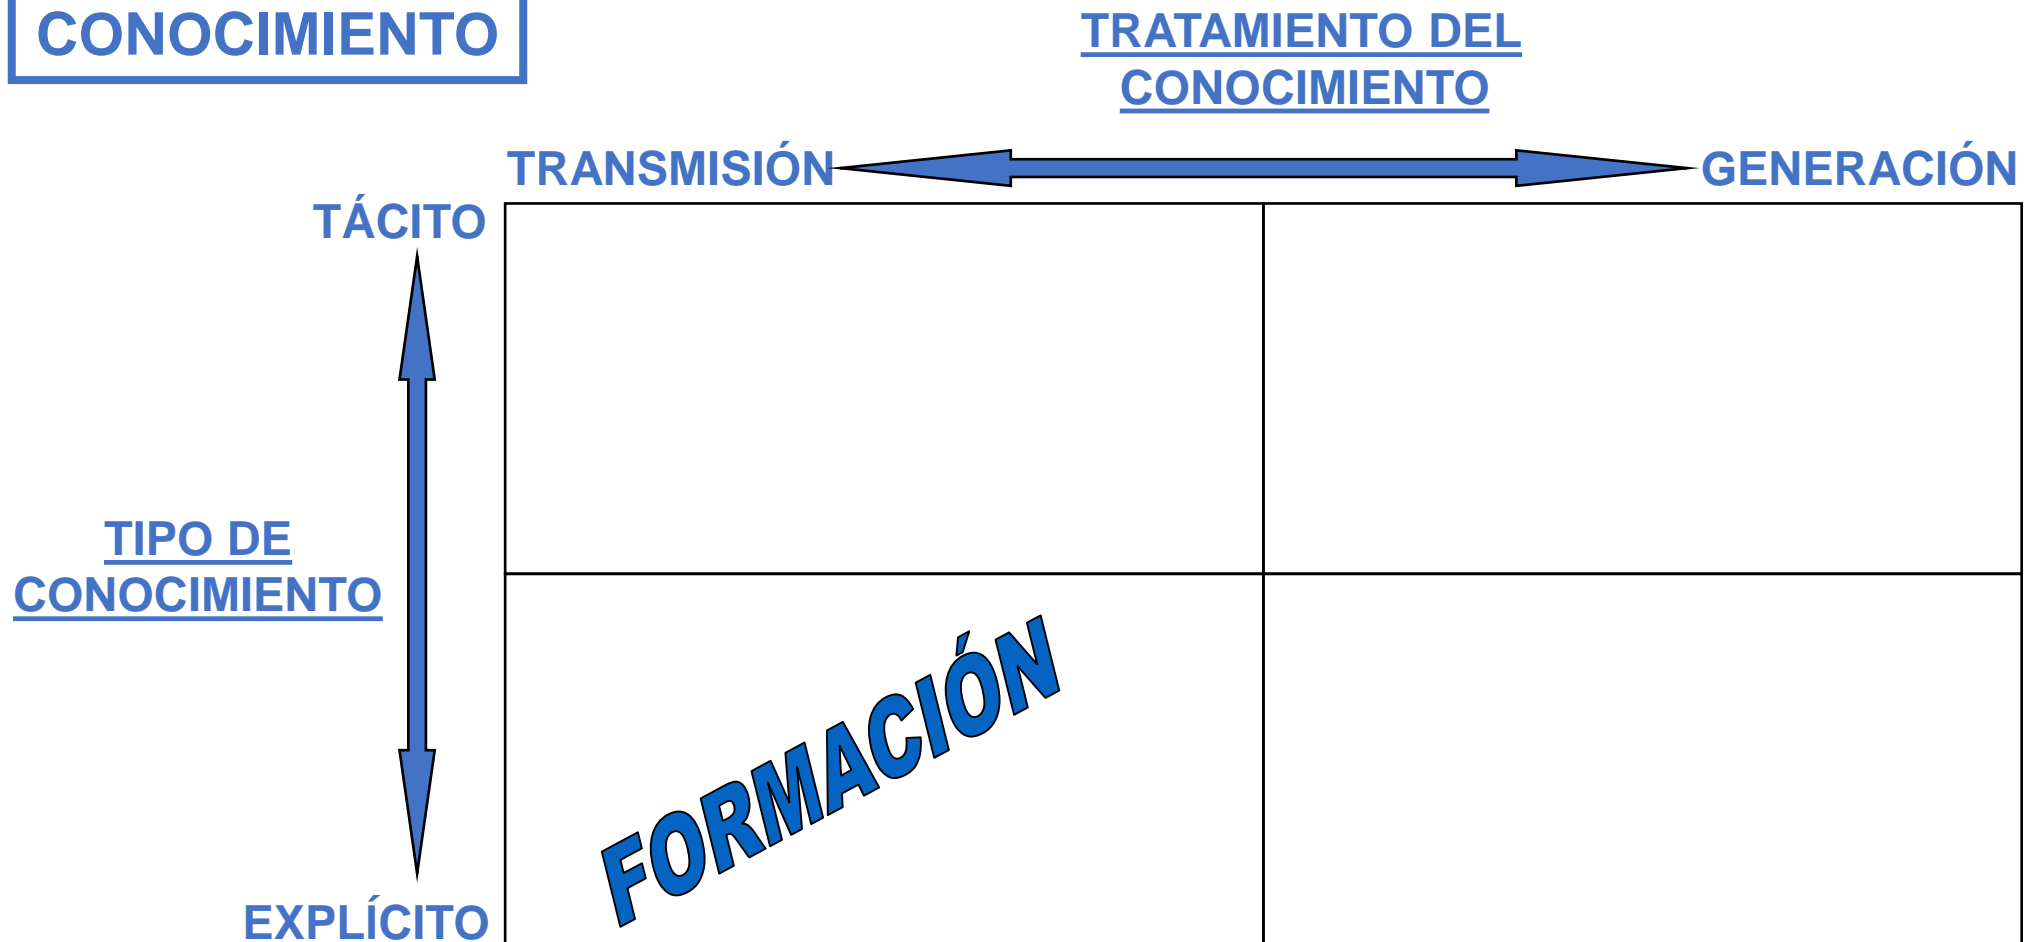 CONOCIMIENTO
TRATAMIENTO DEL
CONOCIMIENTO
TRANSMISIÓN
GENERACIÓN
TÁCITO
TIPO DE
CONOCIMIENTO
FORMACIÓN
EXPLÍCITO